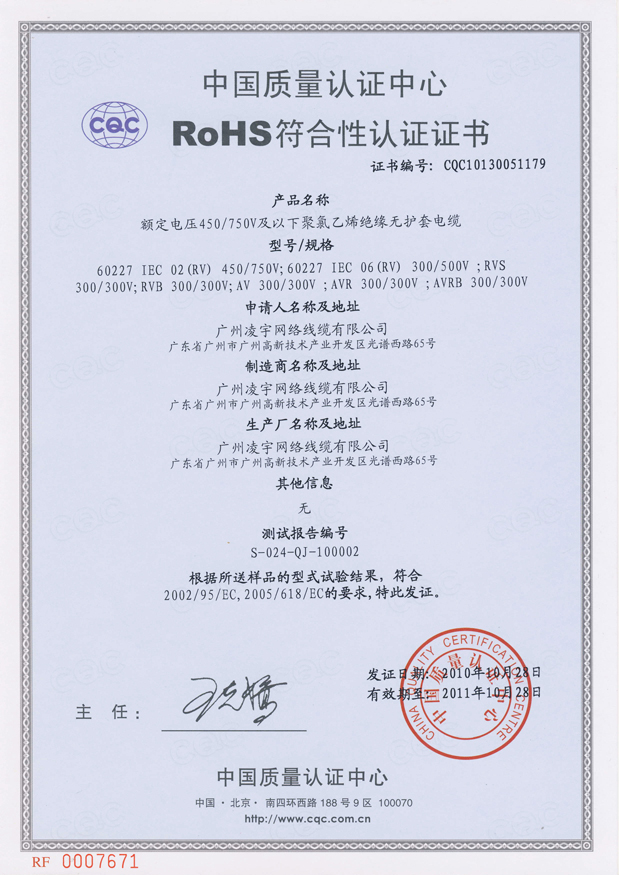 中国质量认证中心
CQC
RoHS符合性认证证书
证书编号: CQC10130051179
产品名称
额定电压450/750V及以下聚氯乙烯绝缘无护套电缆
型号/规格
60227 IEC 02(RV) 450/750V; 60227 IEC 06(RV) 300/500V ;RVS
300/300V; RVB 300/300V; AV 300/300V ; AVR 300/300V ; AVRB 300/300V
申请人名称及地址
广州凌宇网络线缆有限公司
广东省广州市广州高新技术产业开发区光谱西路65号
制造商名称及地址
广州凌宇网络线缆有限公司
广东省广州市广州高新技术产业开发区光谱西路65号
生产厂名称及地址
广州凌宇网络线缆有限公司
广东省广州市广州高新技术产业开发区光谱西路65号
其他信息
无
测试报告编号
S-024-QJ-100002
根据所送样品的型式试验结果, 符合
2002/95/EC, 2005/618/EC的要求, 特此发证。
发证日期: 2010年10月28日
有效期至: 2011年10月28日
CHINA QUALITY CERTIFICATION CENTRE
中国质量认证中心
主 任:
中国质量认证中心
中国 · 北京 · 南四环西路 188 号 9 区 100070
http://www.cqc.com.cn
RF 0007671